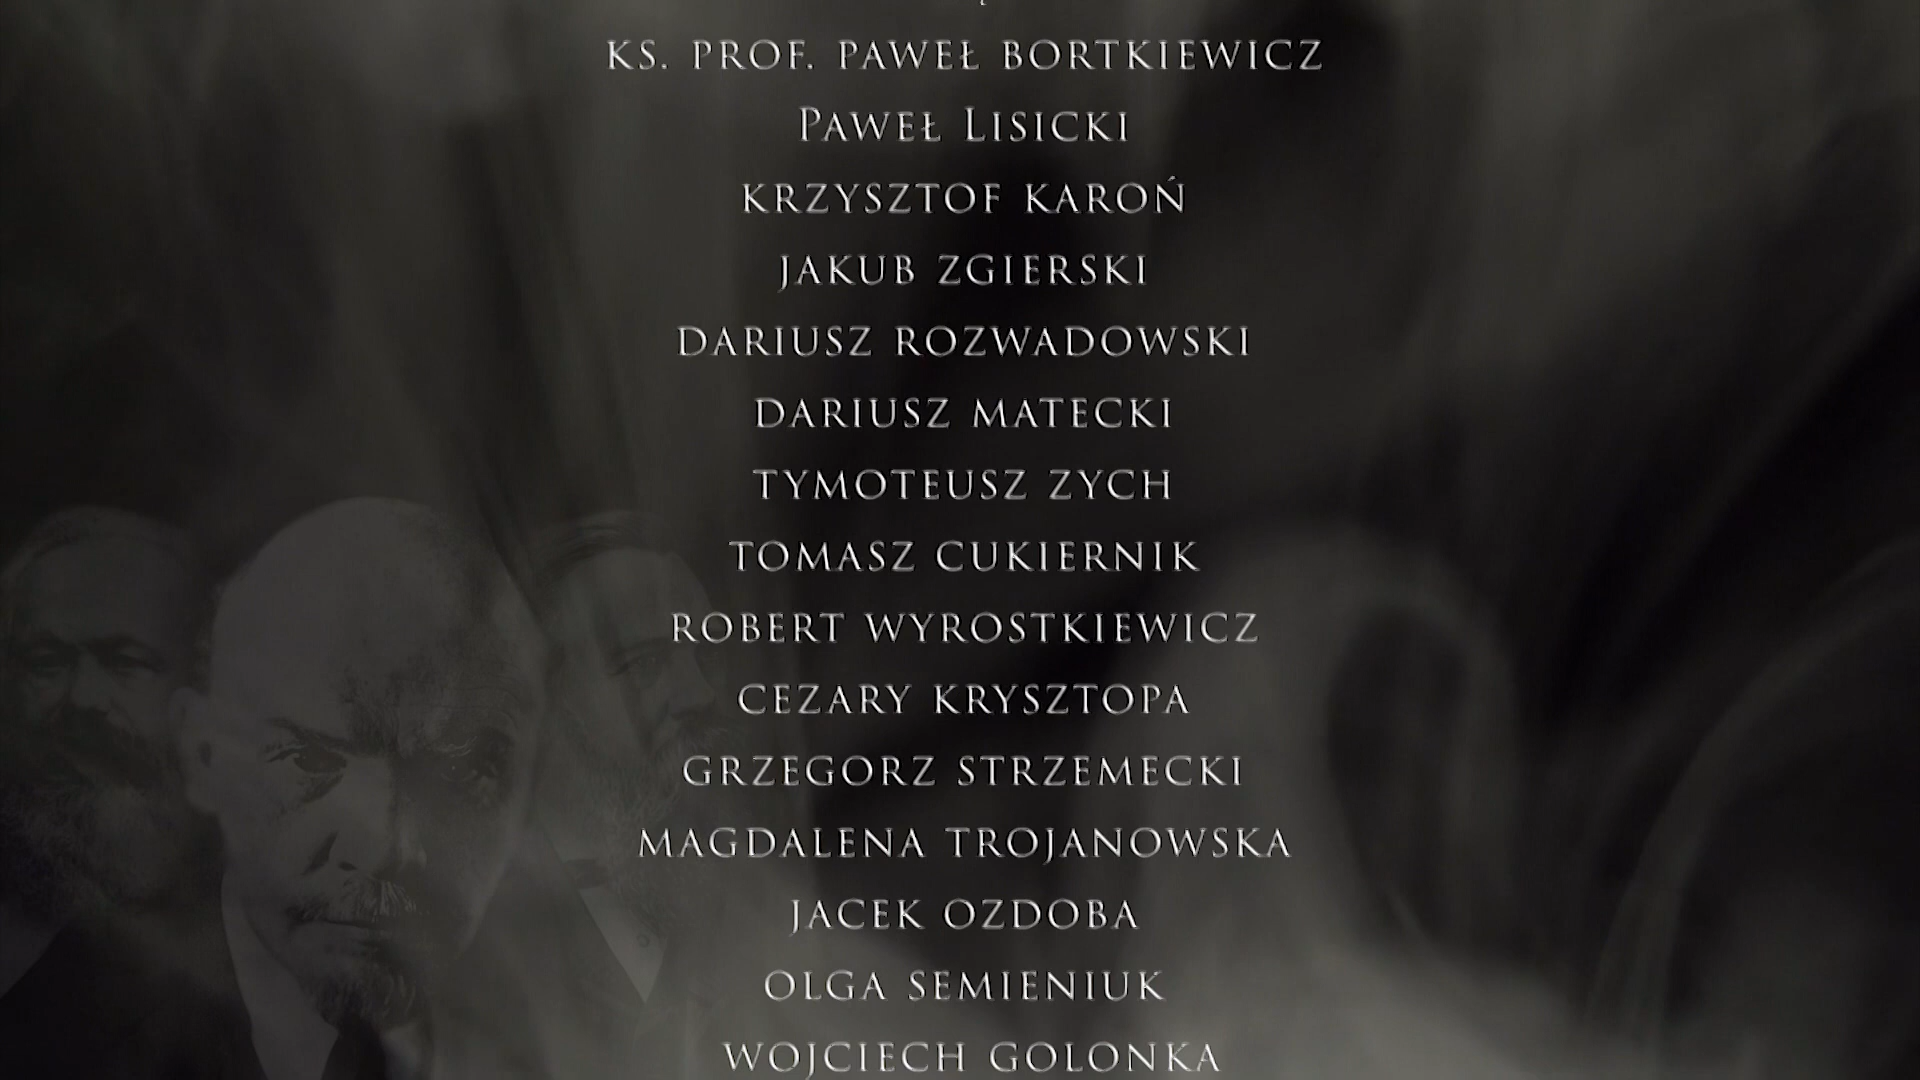 KS. PROF. PAWEŁ BORTKIEWICZ
PAWEŁ LISICKI
KRZYSZTOF KAROŃ
JAKUB ZGIERSKI
DARIUSZ ROZWADOWSKI
DARIUSZ MATECKI
TYMOTEUSZ ZYCH
TOMASZ CUKIERNIK
ROBERT WYROSTKIEWICZ
CEZARY KRYSZTOPA
GRZEGORZ STRZEMECKI
MAGDALENA TROJANOWSKA
JACEK OZDOBA
OLGA SEMIENIUK
WOJCIECH GOLONKA